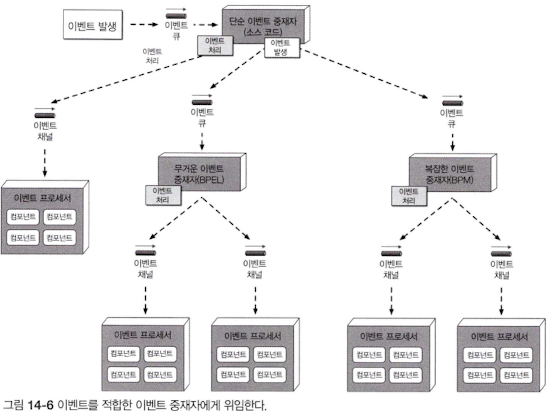 이벤트 발생
이벤트
큐
단순 이벤트 중재자
(소스 코드)
이벤트
처리
이벤트
발생
이벤트
처리
이벤트
채널
이벤트
큐
이벤트
큐
무거운 이벤트
중재자(BPEL)
이벤트
처리
복잡한 이벤트
중재자(BPM)
이벤트
처리
이벤트 프로세서
컴포넌트 컴포넌트
컴포넌트 컴포넌트
이벤트
채널
이벤트
채널
이벤트
채널
이벤트
채널
이벤트 프로세서
컴포넌트 컴포넌트
컴포넌트 컴포넌트
이벤트 프로세서
컴포넌트 컴포넌트
컴포넌트 컴포넌트
이벤트 프로세서
컴포넌트 컴포넌트
컴포넌트 컴포넌트
이벤트 프로세서
컴포넌트 컴포넌트
컴포넌트 컴포넌트
그림 14-6 이벤트를 적합한 이벤트 중재자에게 위임한다.